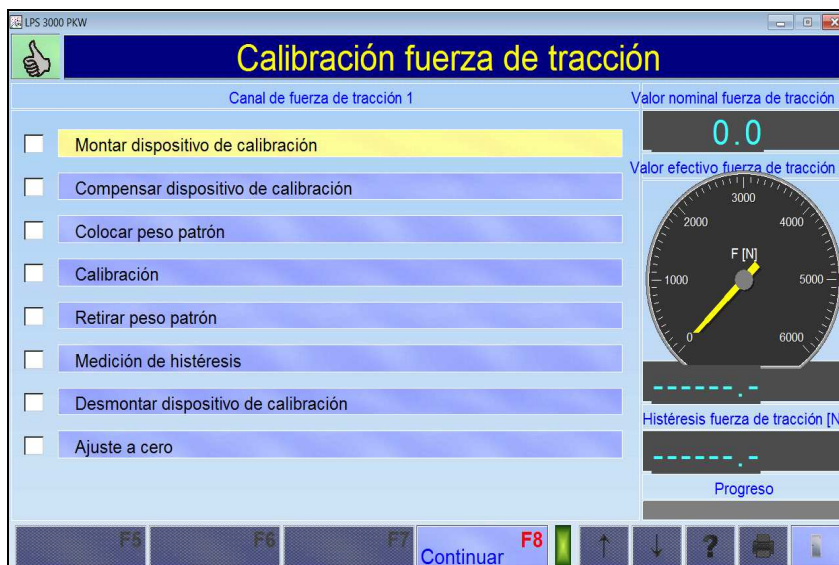 LPS 3000 PKW
Calibración fuerza de tracción
Canal de fuerza de tracción 1
Valor nominal fuerza de tracción
0.0
Montar dispositivo de calibración
Valor efectivo fuerza de tracción
Compensar dispositivo de calibración
Colocar peso patrón
Calibración
Retirar peso patrón
Medición de histéresis
Desmontar dispositivo de calibración
Ajuste a cero
3000
2000 4000
F [N]
1000 5000
0 6000
------.-
Histéresis fuerza de tracción [N
------.-
Progreso
F5 F6 F7 Continuar F8 ↑ ↓ ?